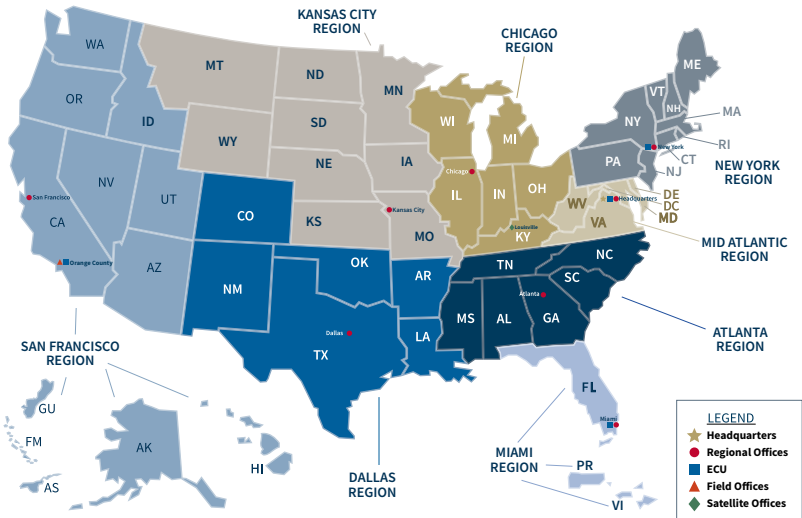 KANSAS CITY
REGION
CHICAGO
REGION
WA
MT
ND
MN
ME
VT
NH
OR
ID
WI
MI
NY
MA
SD
WY
RI
New York
CT
NEW YORK
REGION
IA
NE
PA
NJ
Chicago
NV
UT
IL
IN
OH
DE
DC
MD
San Francisco
CO
Kansas City
WV
Headquarters
CA
KS
MO
Louisville
KY
VA
MID ATLANTIC
REGION
Orange County
AZ
OK
TN
NC
NM
AR
SC
MS
AL
Atlanta
GA
Dallas
LA
TX
ATLANTA
REGION
SAN FRANCISCO
REGION
FL
GU
Miami
FM
AK
AS
HI
DALLAS
REGION
MIAMI
REGION
PR
VI
LEGEND
Headquarters
Regional Offices
ECU
Field Offices
Satellite Offices